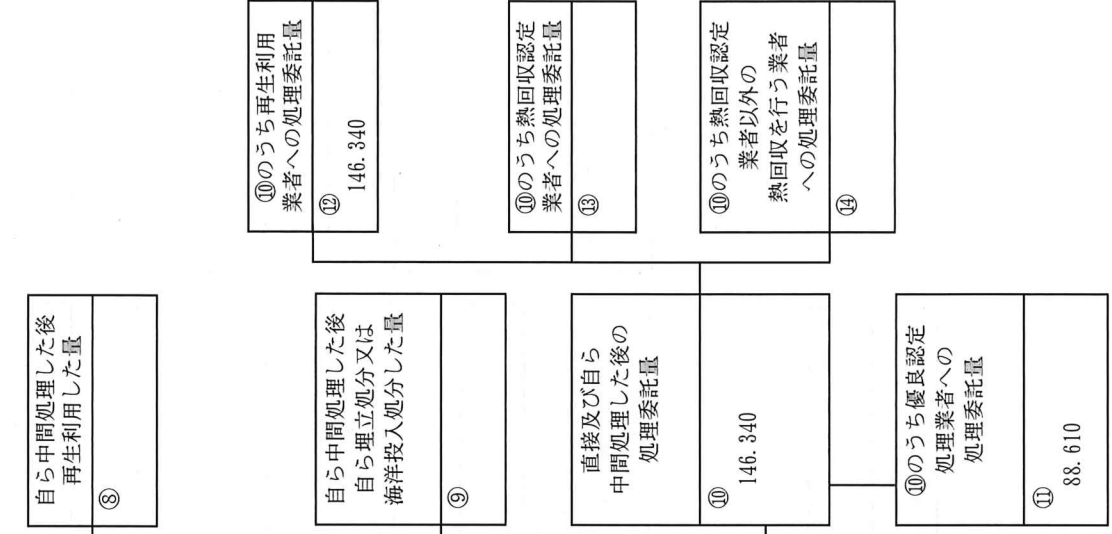 自ら中間処理した後
再生利用した量
⑧
自ら中間処理した後
自ら埋立処分又は
海洋投入処分した量
⑨
直接及び自ら
中間処理した後の
処理委託量
⑩
146.340
⑩のうち優良認定
処理業者への
処理委託量
⑪
88.610
⑩のうち再生利用
業者への処理委託量
⑫
146.340
⑩のうち熱回収認定
業者への処理委託量
⑬
⑩のうち熱回収認定
業者以外の
熱回収を行う業者
への処理委託量
⑭